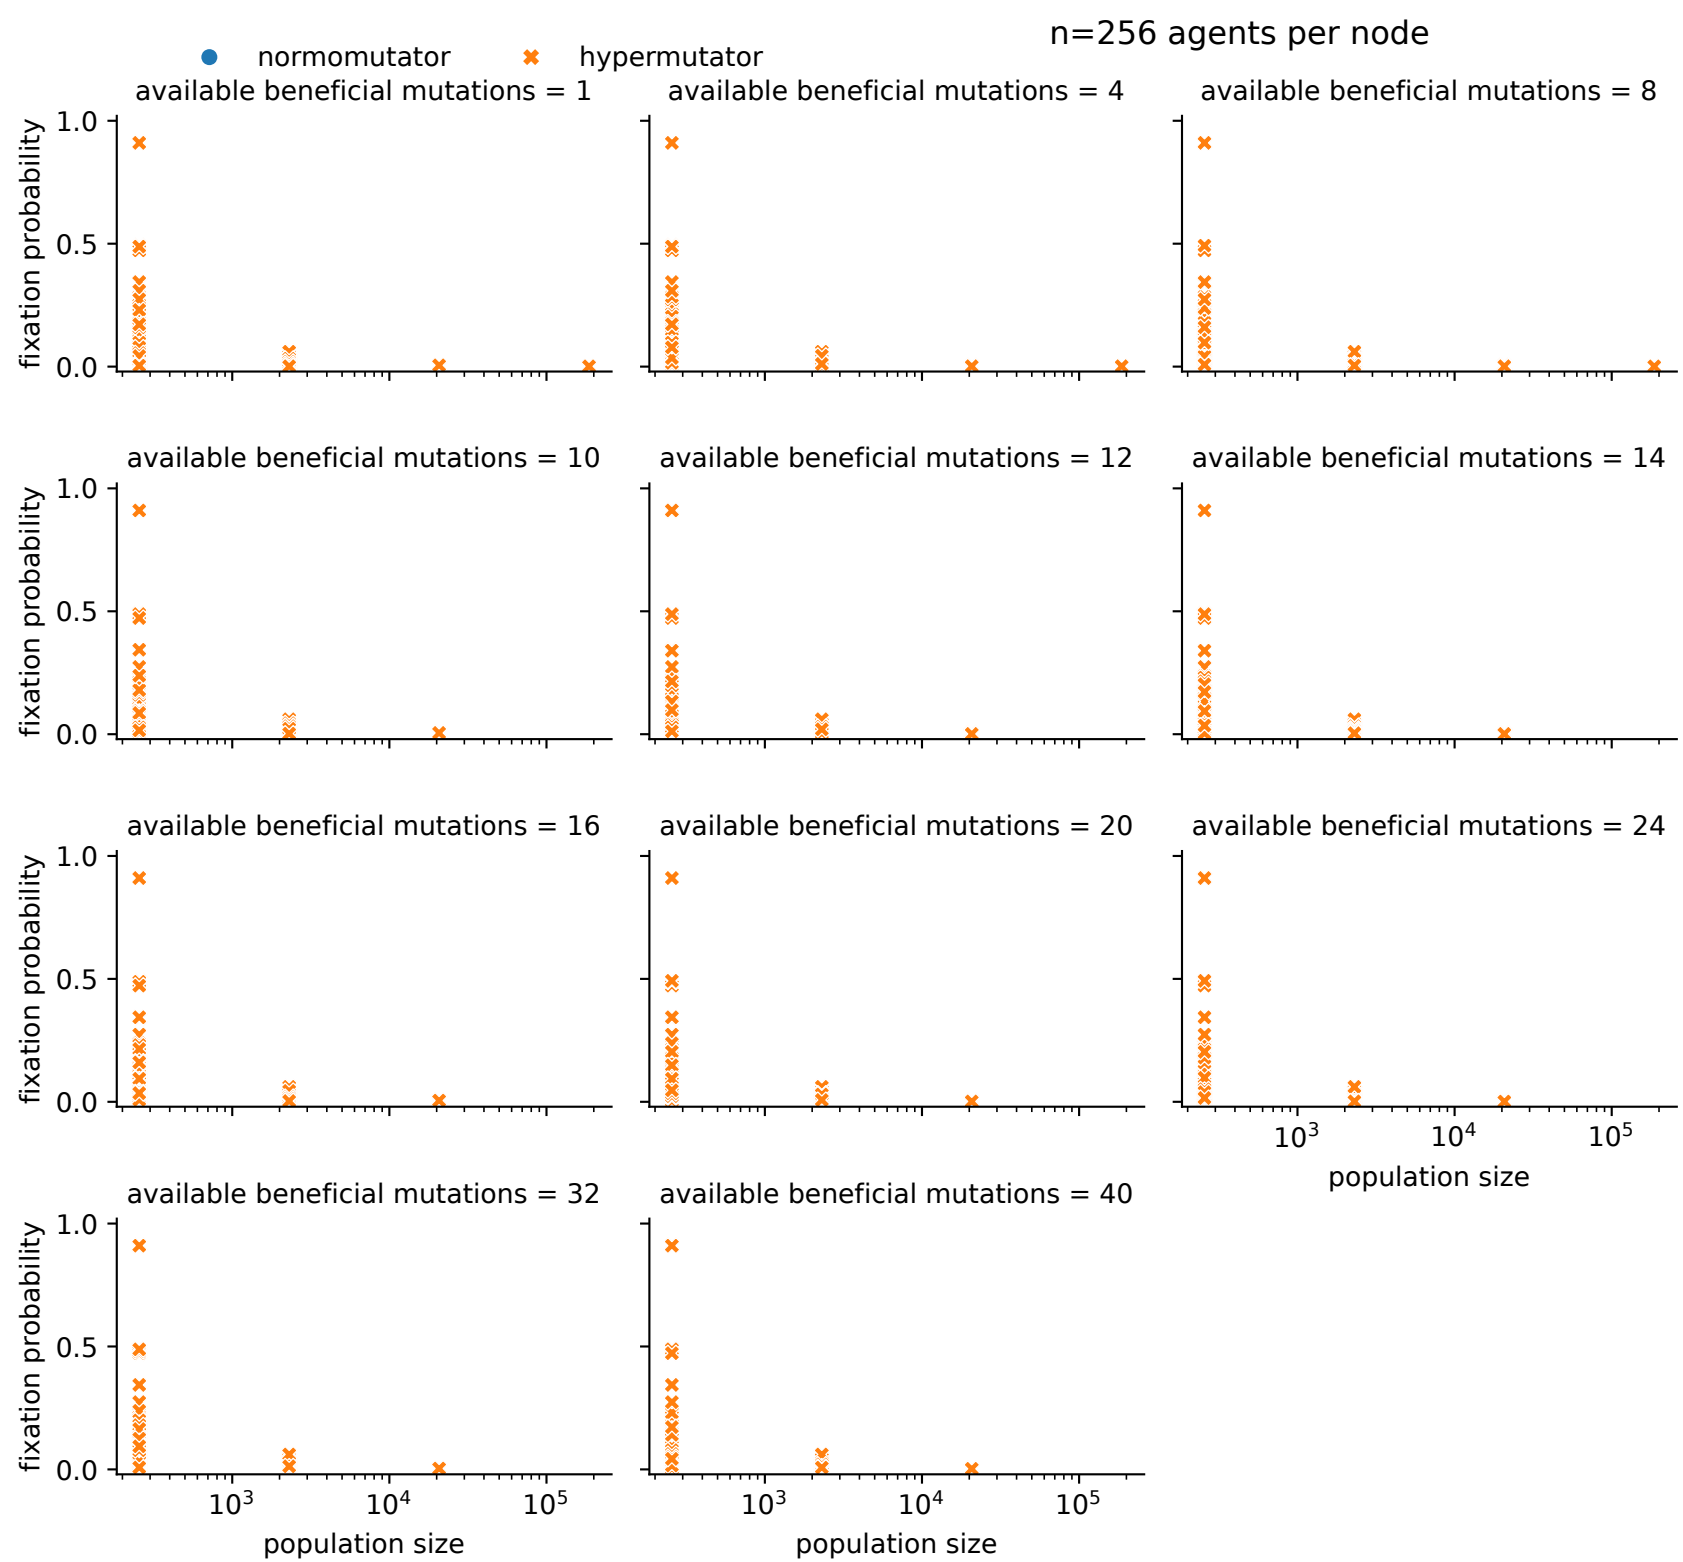 n=256 agents per node
normomutator hypermutator
available beneficial mutations = 1 available beneficial mutations = 4 available beneficial mutations = 8
fixation probability
1.0
0.5
0.0
available beneficial mutations = 10 available beneficial mutations = 12 available beneficial mutations = 14
fixation probability
1.0
0.5
0.0
available beneficial mutations = 16 available beneficial mutations = 20 available beneficial mutations = 24
fixation probability
1.0
0.5
0.0
10³ 10⁴ 10⁵
population size
available beneficial mutations = 32 available beneficial mutations = 40
fixation probability
1.0
0.5
0.0
10³ 10⁴ 10⁵ 10³ 10⁴ 10⁵
population size population size